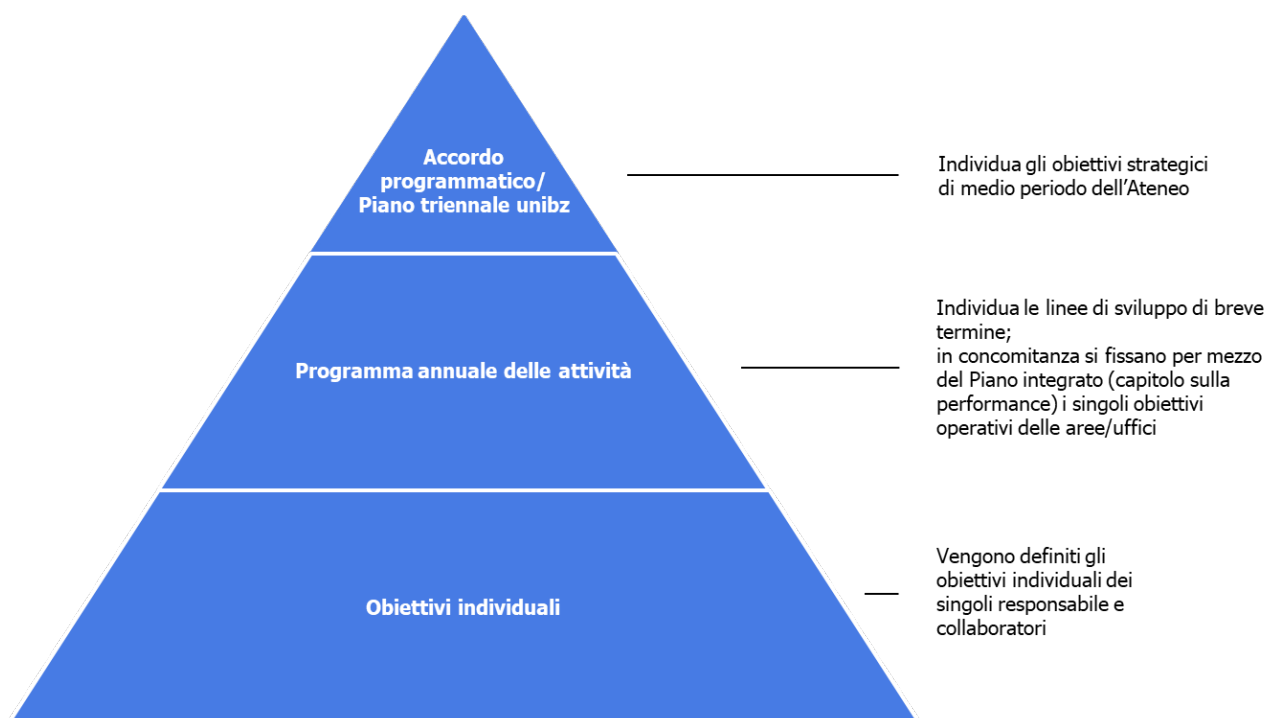 Accordo
programmatico/
Piano triennale unibz
Individua gli obiettivi strategici
di medio periodo dell'Ateneo
Programma annuale delle attività
Individua le linee di sviluppo di breve
termine;
in concomitanza si fissano per mezzo
del Piano integrato (capitolo sulla
performance) i singoli obiettivi
operativi delle aree/uffici
Obiettivi individuali
Vengono definiti gli
obiettivi individuali dei
singoli responsabile e
collaboratori